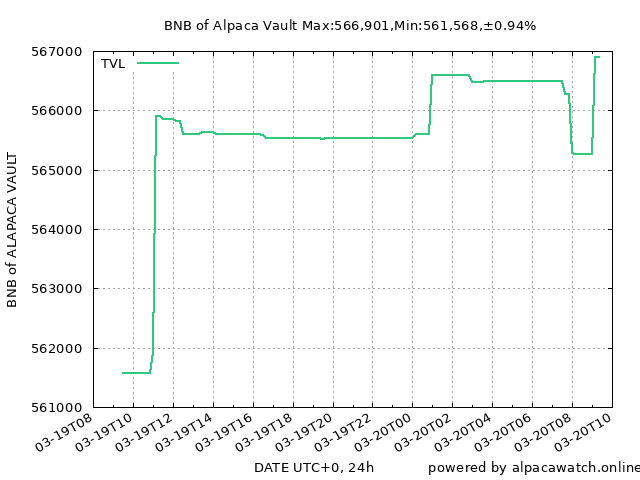 BNB of Alpaca Vault Max:566,901,Min:561,568,±0.94%
TVL
BNB of ALAPACA VAULT
567000
566000
565000
564000
563000
562000
561000
03-19T08
03-19T10
03-19T12
03-19T14
03-19T16
03-19T18
03-19T20
03-19T22
03-20T00
03-20T02
03-20T04
03-20T06
03-20T08
03-20T10
DATE UTC+0, 24h
powered by alpacawatch.online